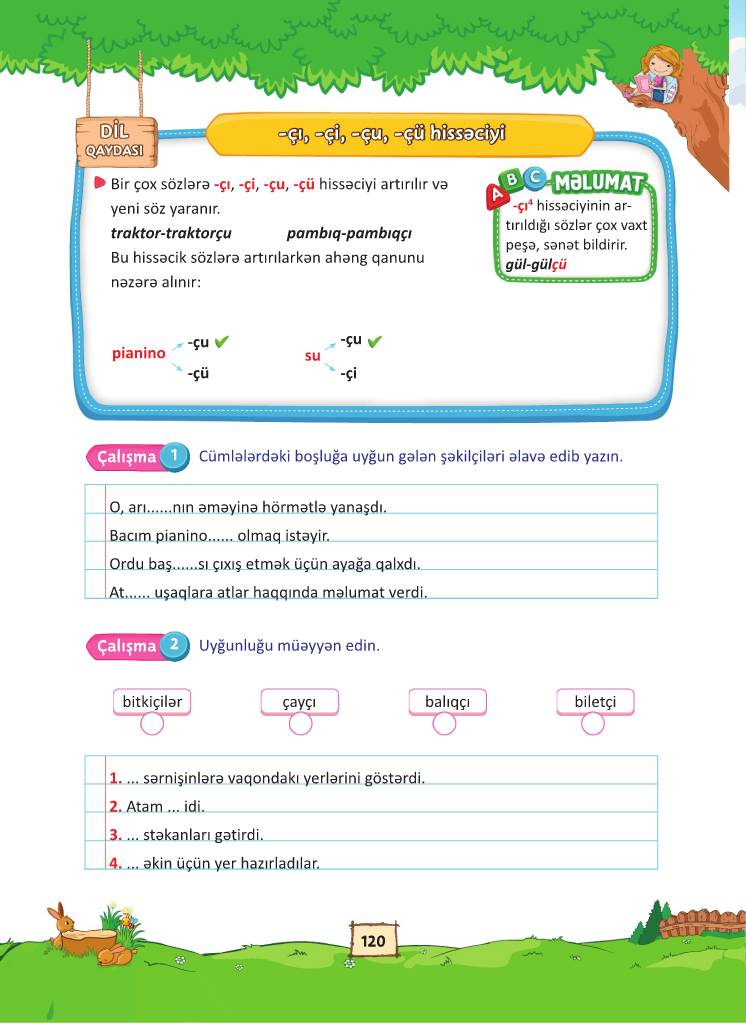 DİL
QAYDASI
-çı, -çi, -çu, -çü hissəciyi
Bir çox sözlərə -çı, -çi, -çu, -çü hissəciyi artırılır və
yeni söz yaranır.
traktor-traktorçu pambıq-pambıqçı
Bu hissəcik sözlərə artırılarkən ahəng qanunu
nəzərə alınır:
A B C MƏLUMAT
-çı⁴ hissəciyinin ar-
tırıldığı sözlər çox vaxt
peşə, sənət bildirir.
gül-gülçü
pianino -çu -çü
su -çu -çi
Çalışma 1 Cümlələrdəki boşluğa uyğun gələn şəkilçiləri əlavə edib yazın.
O, arı......nın əməyinə hörmətlə yanaşdı.
Bacım pianino...... olmaq istəyir.
Ordu baş......sı çıxış etmək üçün ayağa qalxdı.
At...... uşaqlara atlar haqqında məlumat verdi.
Çalışma 2 Uyğunluğu müəyyən edin.
bitkiçilər çayçı balıqçı biletçi
1. ... sərnişinlərə vaqondakı yerlərini göstərdi.
2. Atam ... idi.
3. ... stəkanları gətirdi.
4. ... əkin üçün yer hazırladılar.
120